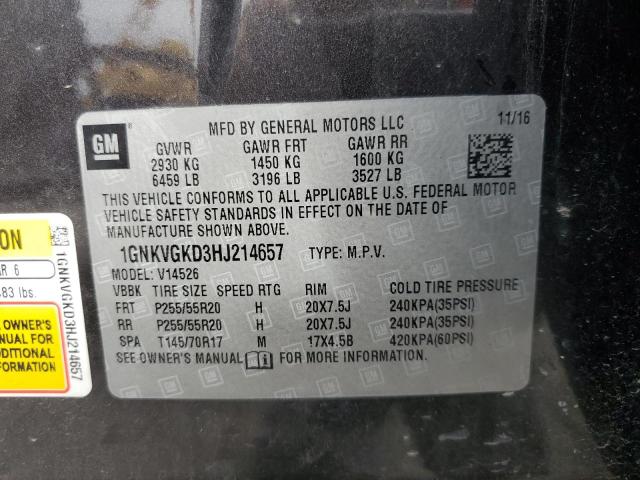 GM
MFD BY GENERAL MOTORS LLC 11/16
GVWR GAWR FRT GAWR RR
2930 KG 1450 KG 1600 KG
6459 LB 3196 LB 3527 LB
THIS VEHICLE CONFORMS TO ALL APPLICABLE U.S. FEDERAL MOTOR
VEHICLE SAFETY STANDARDS IN EFFECT ON THE DATE OF
MANUFACTURE SHOWN ABOVE.
1GNKVGKD3HJ214657 TYPE: M.P.V.
MODEL: V14526
VBBK TIRE SIZE SPEED RTG RIM COLD TIRE PRESSURE
FRT P255/55R20 H 20X7.5J 240KPA(35PSI)
RR P255/55R20 H 20X7.5J 240KPA(35PSI)
SPA T145/70R17 M 17X4.5B 420KPA(60PSI)
SEE OWNER'S MANUAL FOR MORE INFORMATION.
ON
R 6
83 lbs.
OWNER'S
UAL FOR
DITIONAL
RMATION
1GNKVGKD3HJ214657